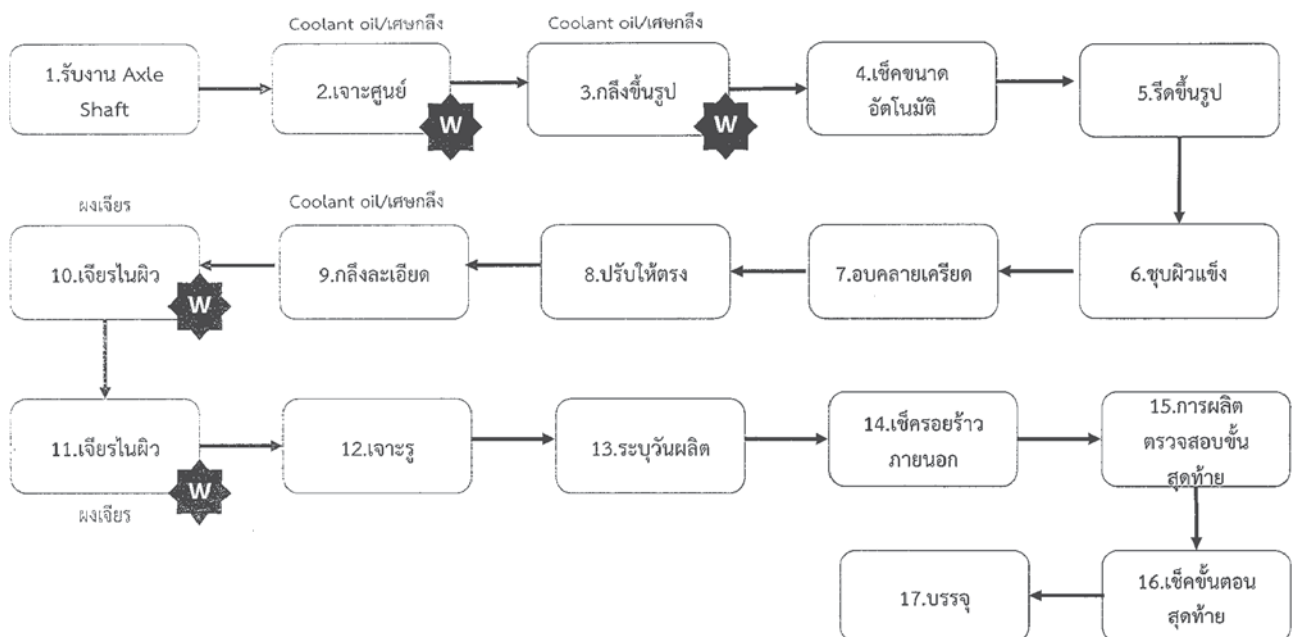 Coolant oil/เศษกลึง
Coolant oil/เศษกลึง
1.รับงาน Axle
Shaft
2.เจาะศูนย์
W
3.กลึงขึ้นรูป
W
4.เช็คขนาด
อัตโนมัติ
5.รีดขึ้นรูป
ผงเจียร
Coolant oil/เศษกลึง
10.เจียรไนผิว
W
9.กลึงละเอียด
8.ปรับให้ตรง
7.อบคลายเครียด
6.ชุบผิวแข็ง
11.เจียรไนผิว
W
ผงเจียร
12.เจาะรู
13.ระบุวันผลิต
14.เช็ครอยร้าว
ภายนอก
15.การผลิต
ตรวจสอบขั้น
สุดท้าย
17.บรรจุ
16.เช็คขั้นตอน
สุดท้าย